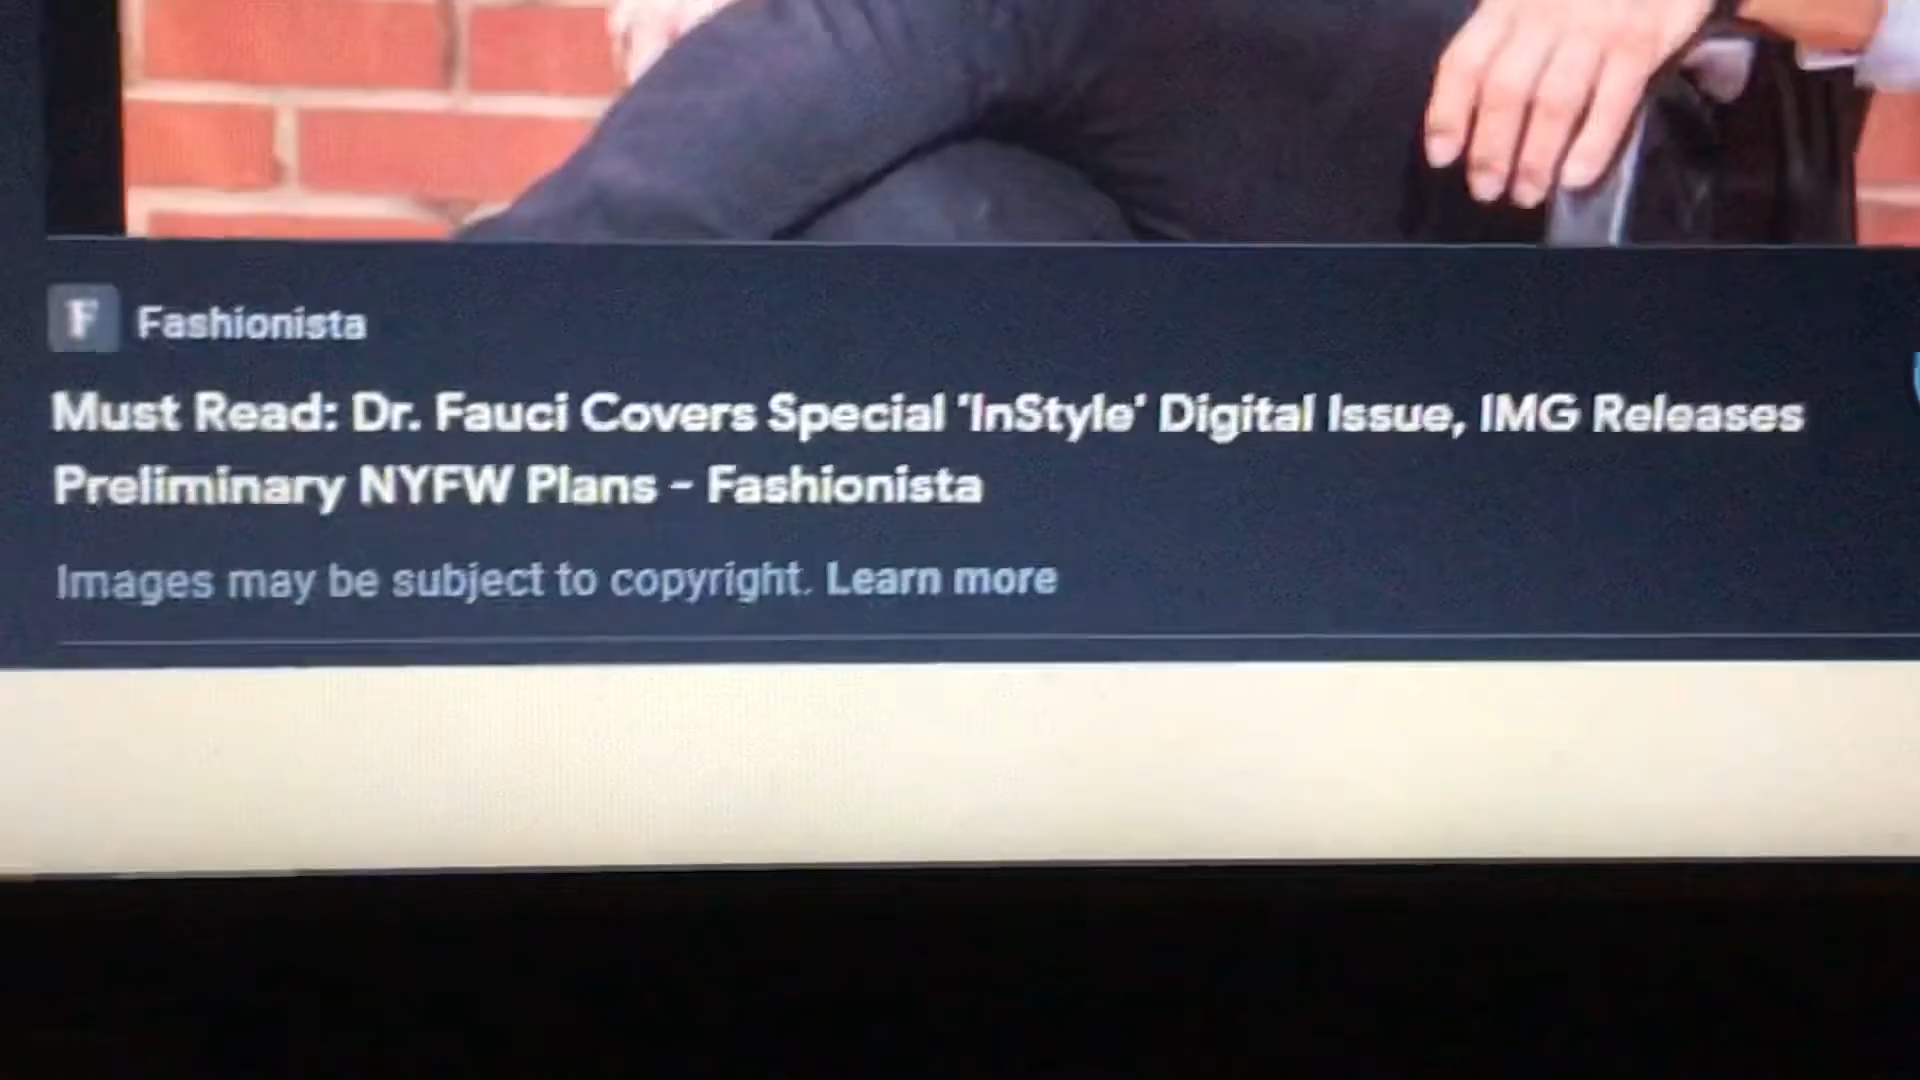 F Fashionista
Must Read: Dr. Fauci Covers Special 'InStyle' Digital Issue, IMG Releases
Preliminary NYFW Plans - Fashionista
Images may be subject to copyright. Learn more